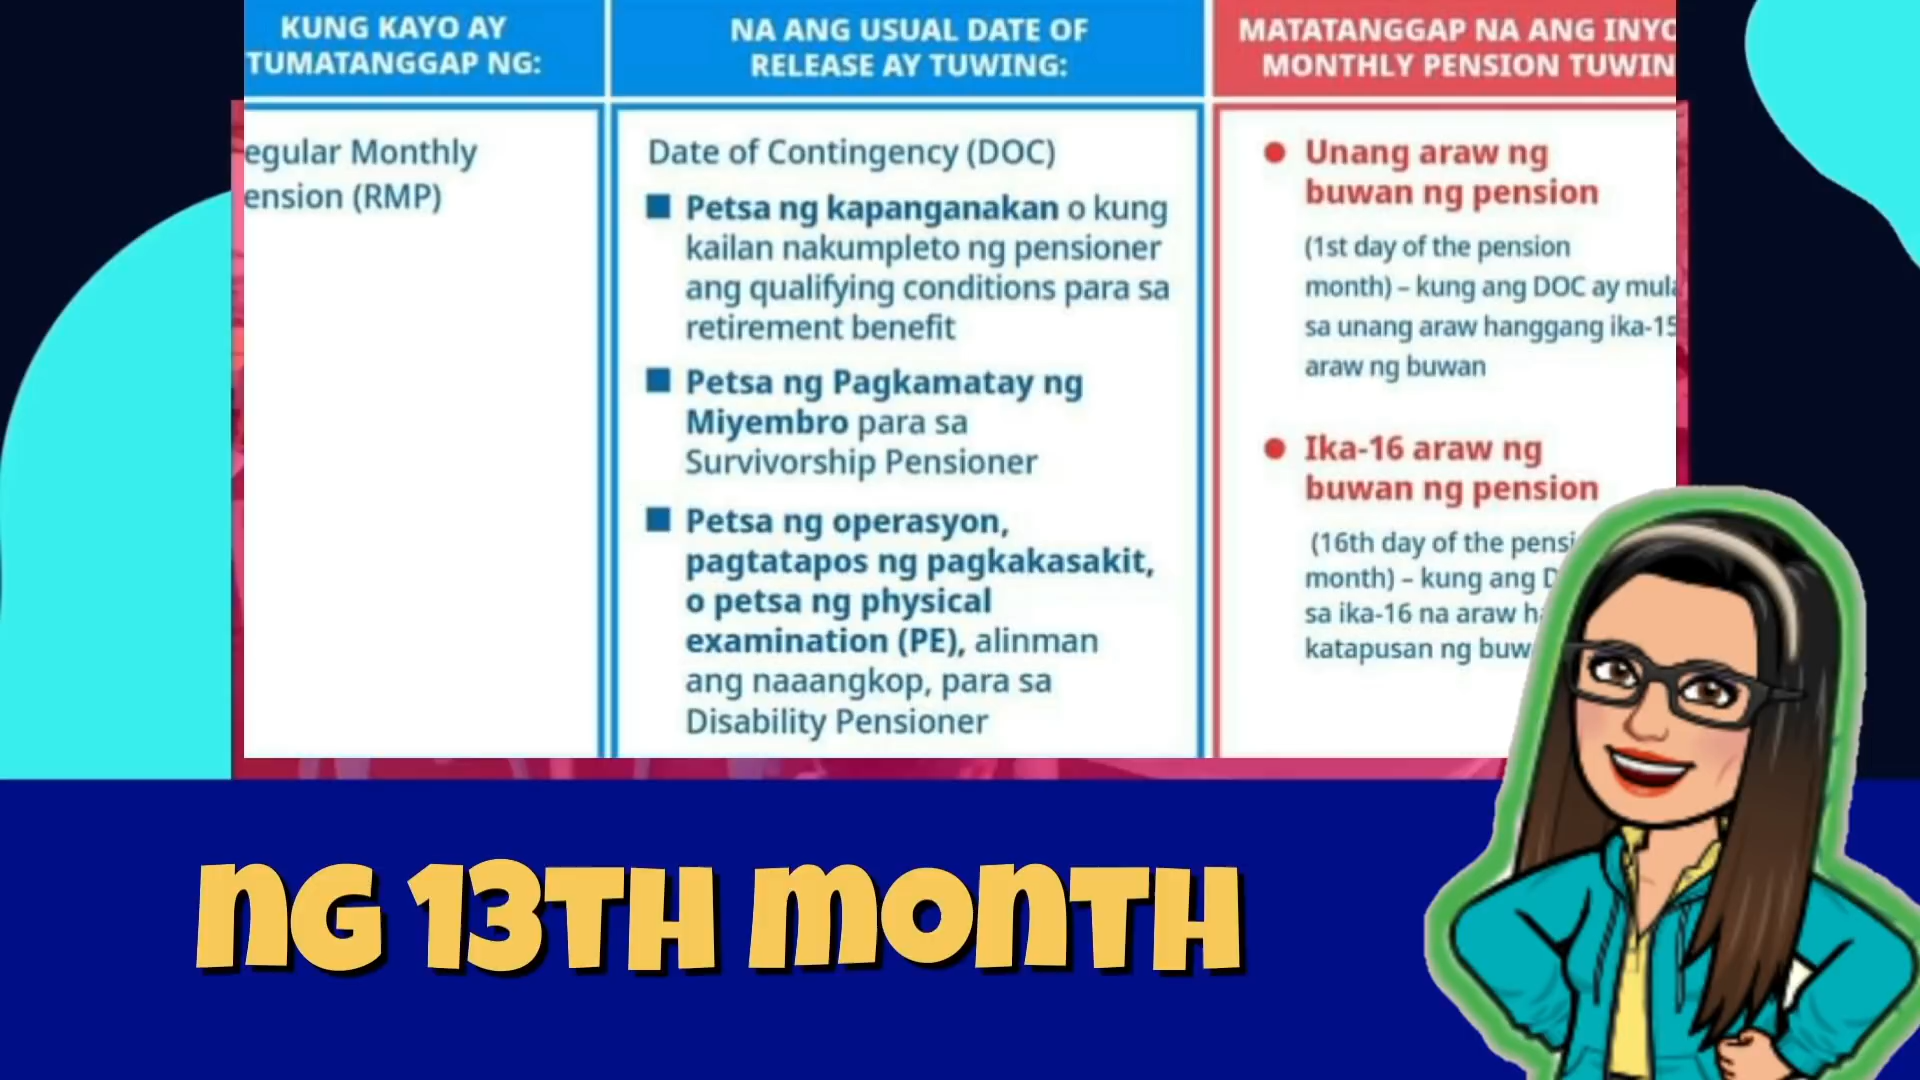 KUNG KAYO AY
TUMATANGGAP NG:
egular Monthly
ension (RMP)
NA ANG USUAL DATE OF
RELEASE AY TUWING:
Date of Contingency (DOC)
Petsa ng kapanganakan o kung
kailan nakumpleto ng pensioner
ang qualifying conditions para sa
retirement benefit
Petsa ng Pagkamatay ng
Miyembro para sa
Survivorship Pensioner
Petsa ng operasyon,
pagtatapos ng pagkakasakit,
o petsa ng physical
examination (PE), alinman
ang naaangkop, para sa
Disability Pensioner
MATATANGGAP NA ANG INYO
MONTHLY PENSION TUWIN
Unang araw ng
buwan ng pension
(1st day of the pension
month) – kung ang DOC ay mula
sa unang araw hanggang ika-15
araw ng buwan
Ika-16 araw ng
buwan ng pension
(16th day of the pensi
month) – kung ang D
sa ika-16 na araw ha
katapusan ng buw
NG 13TH MONTH